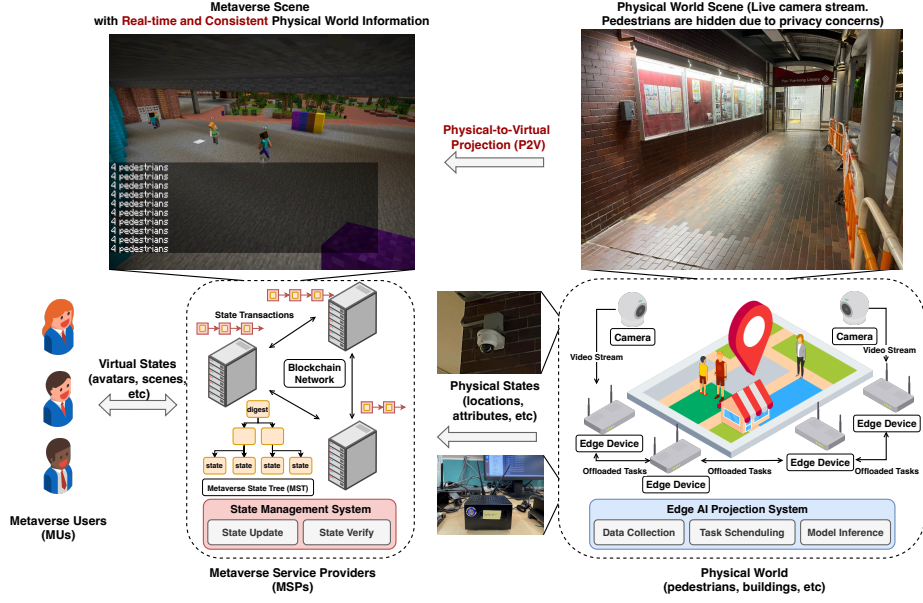 Metaverse Scene
with Real-time and Consistent Physical World Information
Physical World Scene (Live camera stream.
Pedestrians are hidden due to privacy concerns)
4 pedestrians
4 pedestrians
4 pedestrians
4 pedestrians
4 pedestrians
4 pedestrians
4 pedestrians
4 pedestrians
4 pedestrians
4 pedestrians
Physical-to-Virtual
Projection (P2V)
State Transactions
Blockchain
Network
digest
state
state
state
state
Metaverse State Tree (MST)
State Management System
State Update
State Verify
Virtual States
(avatars, scenes,
etc)
Metaverse Users
(MUs)
Metaverse Service Providers
(MSPs)
Physical States
(locations,
attributes, etc)
Camera
Camera
Video Stream
Video Stream
Edge Device
Edge Device
Edge Device
Edge Device
Offloaded Tasks
Offloaded Tasks
Offloaded Tasks
Edge AI Projection System
Data Collection
Task Schenduling
Model Inference
Physical World
(pedestrians, buildings, etc)